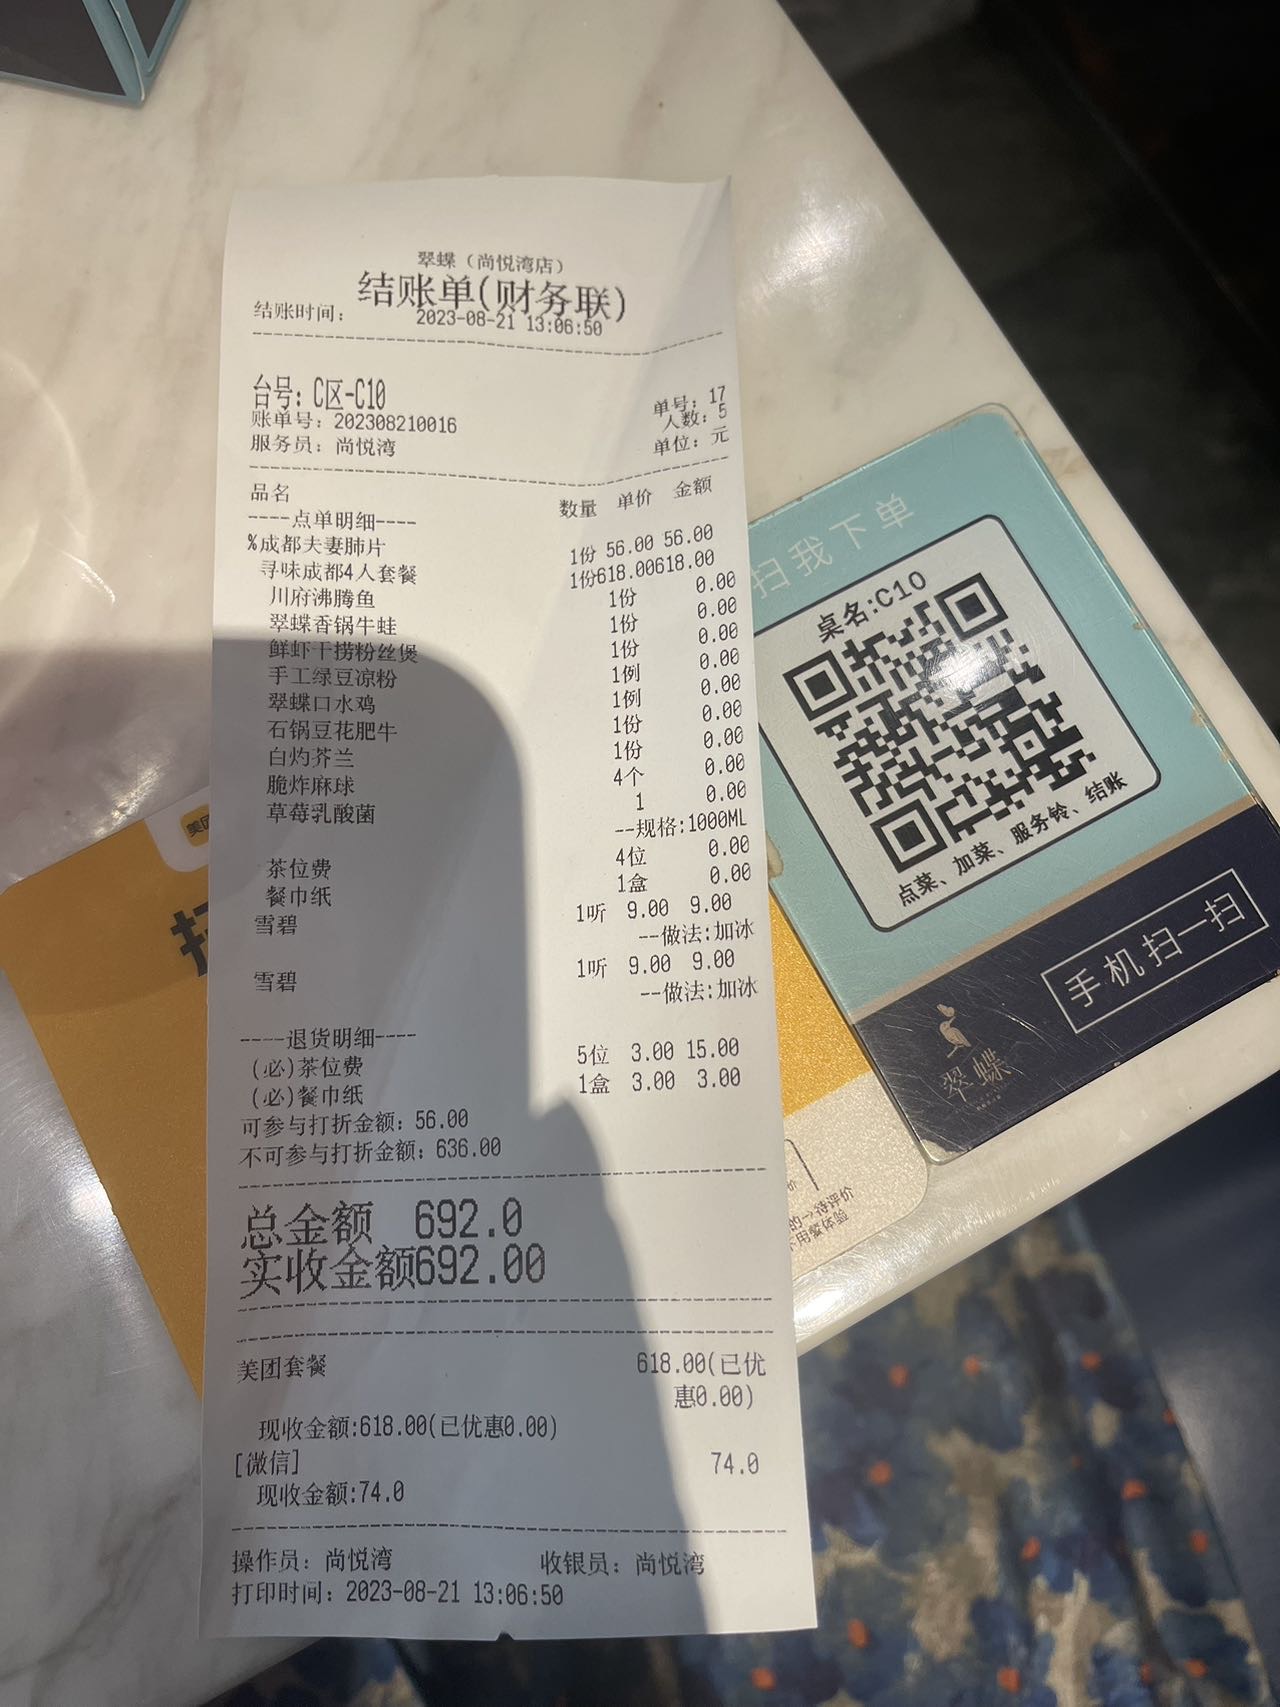 翠蝶（尚悦湾店）
结账单(财务联)
结账时间： 2023-08-21 13:06:50
台号：C区-C10
单号：17
账单号：202308210016 人数：5
服务员：尚悦湾 单位：元
品名 数量 单价 金额
----点单明细----
%成都夫妻肺片 1份 56.00 56.00
寻味成都4人套餐 1份618.00618.00
川府沸腾鱼 1份 0.00
翠蝶香锅牛蛙 1份 0.00
鲜虾干捞粉丝煲 1份 0.00
手工绿豆凉粉 1例 0.00
翠蝶口水鸡 1例 0.00
石锅豆花肥牛 1份 0.00
白灼芥兰 1份 0.00
脆炸麻球 4个 0.00
草莓乳酸菌 1 0.00
--规格:1000ML
茶位费 4位 0.00
餐巾纸 1盒 0.00
雪碧 1听 9.00 9.00
--做法:加冰
雪碧 1听 9.00 9.00
--做法:加冰
----退货明细----
(必)茶位费 5位 3.00 15.00
(必)餐巾纸 1盒 3.00 3.00
可参与打折金额：56.00
不可参与打折金额：636.00
总金额 692.0
实收金额692.00
美团套餐 618.00(已优
惠0.00)
现收金额:618.00(已优惠0.00)
[微信] 74.0
现收金额:74.0
操作员：尚悦湾 收银员：尚悦湾
打印时间：2023-08-21 13:06:50
扫我下单
桌名:C10
点菜、加菜、服务铃、结账
手机扫一扫
翠蝶
美团
的→待评价